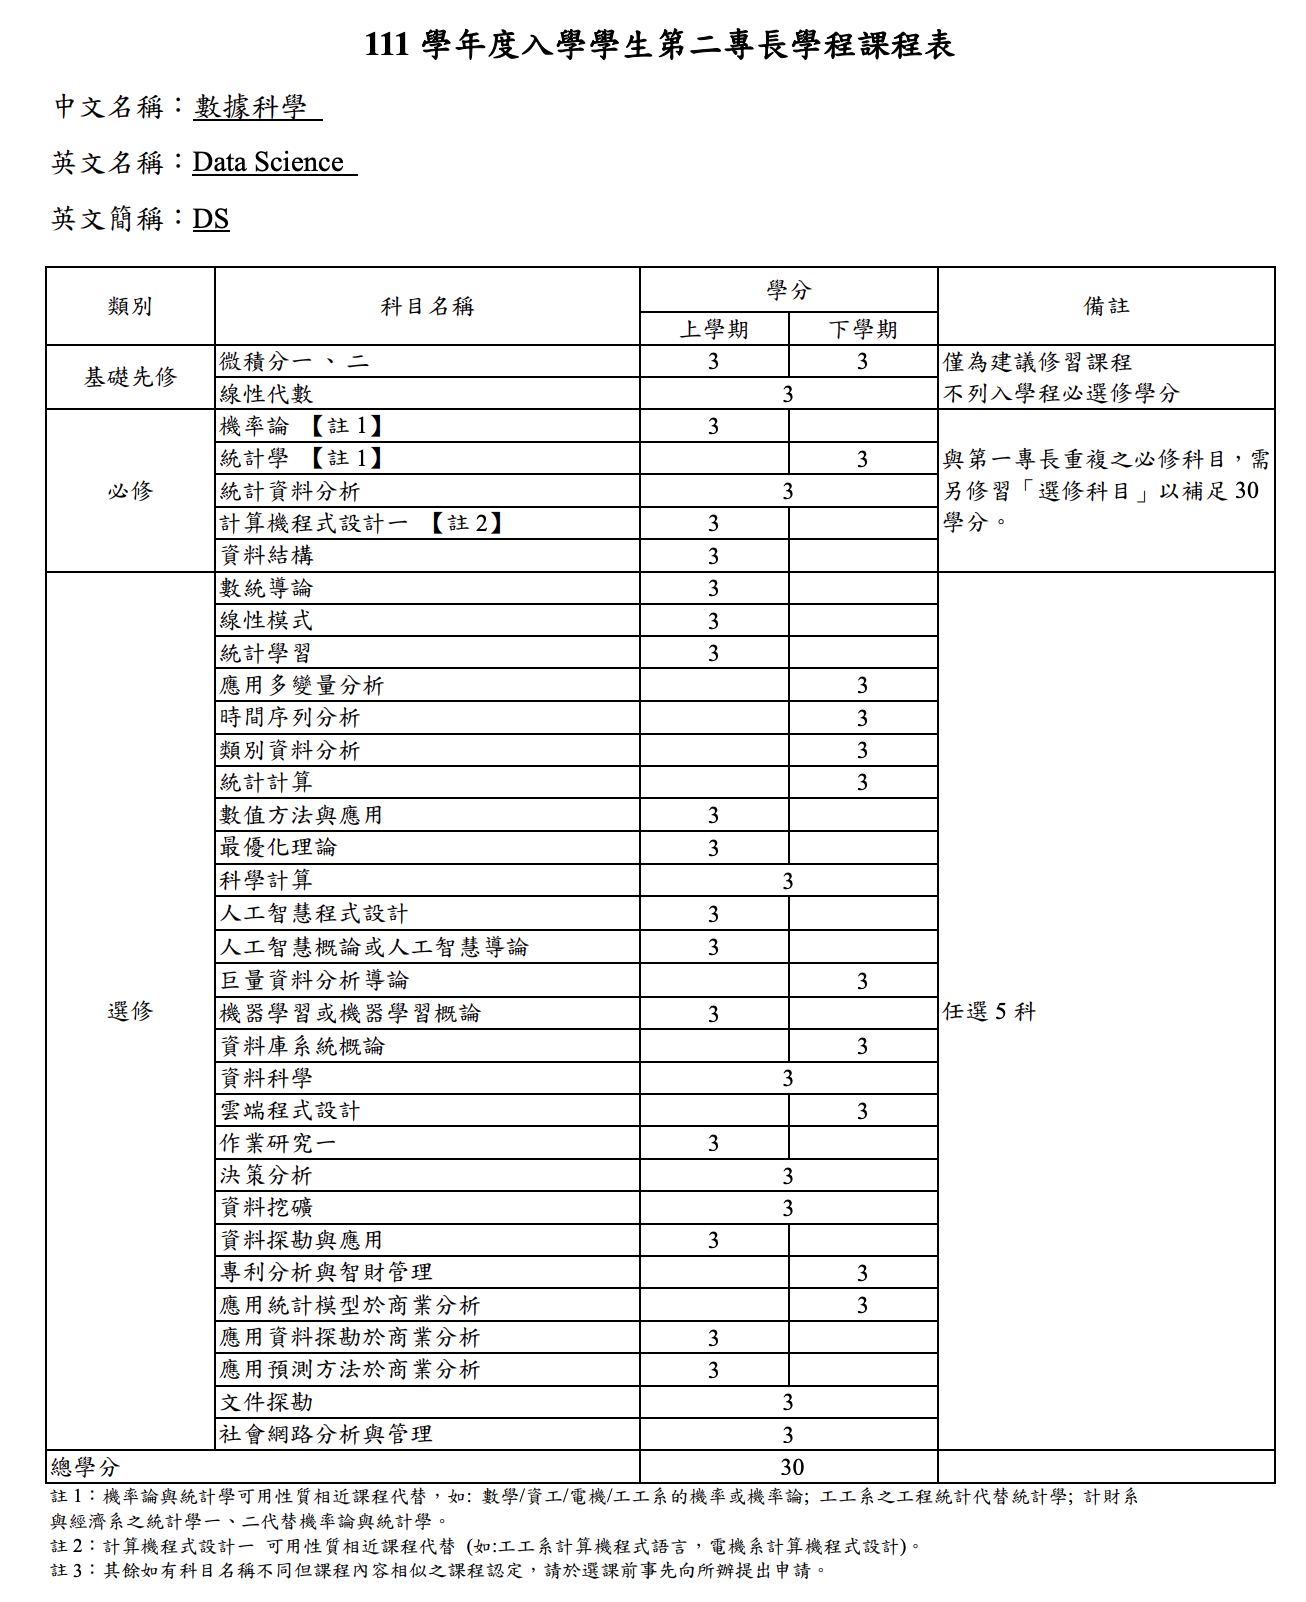 111 學年度入學學生第二專長學程課程表
中文名稱：數據科學
英文名稱：Data Science
英文簡稱：DS
類別 科目名稱 學分 備註
上學期 下學期
基礎先修 微積分一、二 3 3 僅為建議修習課程
線性代數 3 不列入學程必選修學分
必修 機率論 【註 1】 3
統計學 【註 1】 3 與第一專長重複之必修科目，需
統計資料分析 3 另修習「選修科目」以補足 30
計算機程式設計一 【註 2】 3 學分。
資料結構 3
選修 數統導論 3
線性模式 3
統計學習 3
應用多變量分析 3
時間序列分析 3
類別資料分析 3
統計計算 3
數值方法與應用 3
最優化理論 3
科學計算 3
人工智慧程式設計 3
人工智慧概論或人工智慧導論 3
巨量資料分析導論 3
機器學習或機器學習概論 3 任選 5 科
資料庫系統概論 3
資料科學 3
雲端程式設計 3
作業研究一 3
決策分析 3
資料挖礦 3
資料探勘與應用 3
專利分析與智財管理 3
應用統計模型於商業分析 3
應用資料探勘於商業分析 3
應用預測方法於商業分析 3
文件探勘 3
社會網路分析與管理 3
總學分 30
註 1：機率論與統計學可用性質相近課程代替，如: 數學/資工/電機/工工系的機率或機率論; 工工系之工程統計代替統計學; 計財系
與經濟系之統計學一、二代替機率論與統計學。
註 2：計算機程式設計一 可用性質相近課程代替 (如:工工系計算機程式語言，電機系計算機程式設計)。
註 3：其餘如有科目名稱不同但課程內容相似之課程認定，請於選課前事先向所辦提出申請。